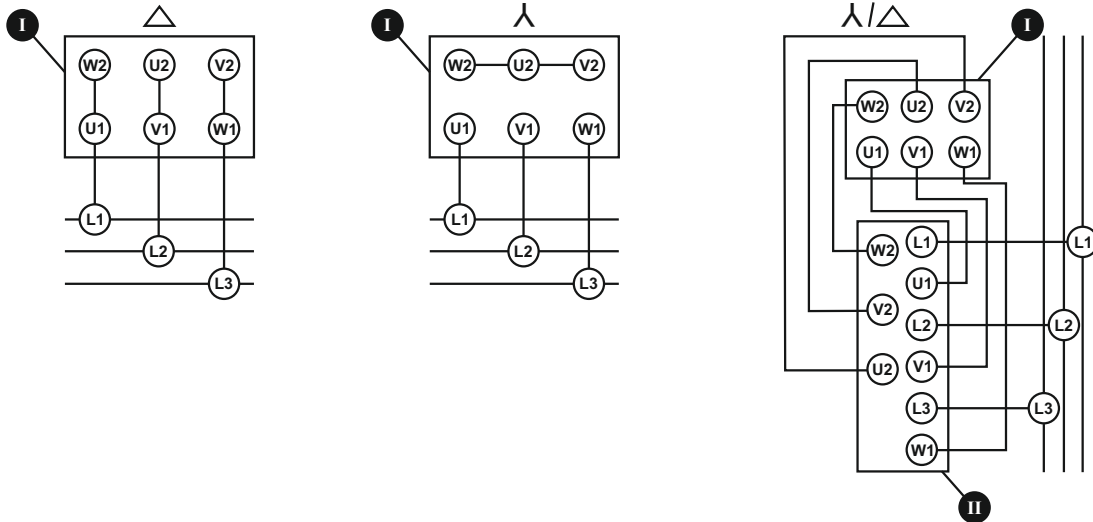 I
W2 U2 V2
U1 V1 W1
L1
L2
L3
I
W2 U2 V2
U1 V1 W1
L1
L2
L3
/
I
W2 U2 V2
U1 V1 W1
W2 L1 L1
U1
V2 L2 L2
U2 V1
L3 L3
W1
II